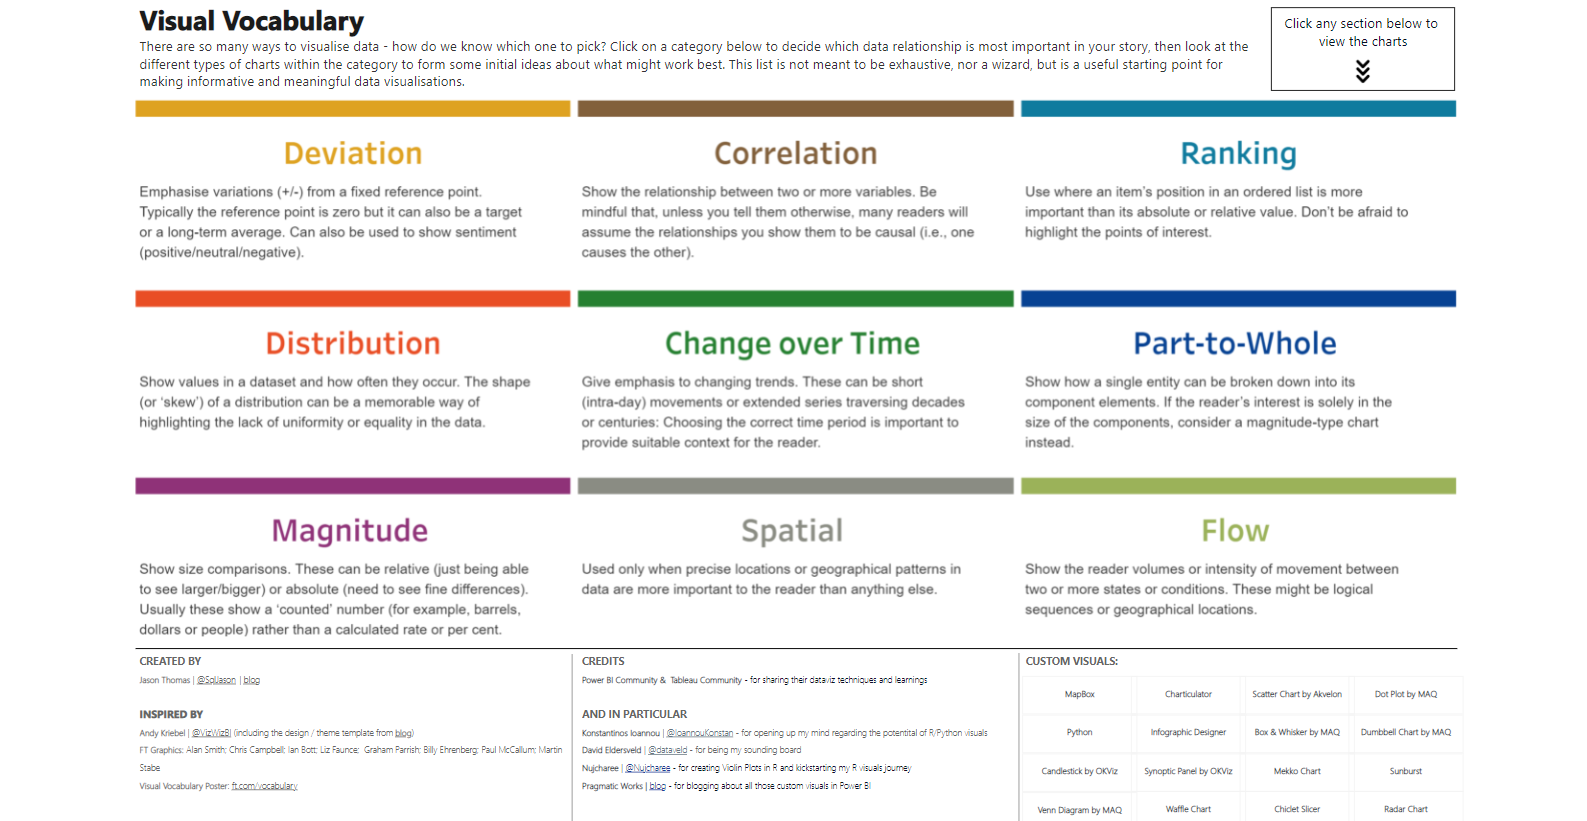 Visual Vocabulary
There are so many ways to visualise data - how do we know which one to pick? Click on a category below to decide which data relationship is most important in your story, then look at the
different types of charts within the category to form some initial ideas about what might work best. This list is not meant to be exhaustive, nor a wizard, but is a useful starting point for
making informative and meaningful data visualisations.
Click any section below to
view the charts
Deviation
Emphasise variations (+/-) from a fixed reference point.
Typically the reference point is zero but it can also be a target
or a long-term average. Can also be used to show sentiment
(positive/neutral/negative).
Correlation
Show the relationship between two or more variables. Be
mindful that, unless you tell them otherwise, many readers will
assume the relationships you show them to be causal (i.e., one
causes the other).
Ranking
Use where an item's position in an ordered list is more
important than its absolute or relative value. Don't be afraid to
highlight the points of interest.
Distribution
Show values in a dataset and how often they occur. The shape
(or 'skew') of a distribution can be a memorable way of
highlighting the lack of uniformity or equality in the data.
Change over Time
Give emphasis to changing trends. These can be short
(intra-day) movements or extended series traversing decades
or centuries: Choosing the correct time period is important to
provide suitable context for the reader.
Part-to-Whole
Show how a single entity can be broken down into its
component elements. If the reader's interest is solely in the
size of the components, consider a magnitude-type chart
instead.
Magnitude
Show size comparisons. These can be relative (just being able
to see larger/bigger) or absolute (need to see fine differences).
Usually these show a 'counted' number (for example, barrels,
dollars or people) rather than a calculated rate or per cent.
Spatial
Used only when precise locations or geographical patterns in
data are more important to the reader than anything else.
Flow
Show the reader volumes or intensity of movement between
two or more states or conditions. These might be logical
sequences or geographical locations.
CREATED BY
Jason Thomas | @SqlJason | blog
INSPIRED BY
Andy Kriebel | @VizWizBI (including the design / theme template from blog)
FT Graphics: Alan Smith; Chris Campbell; Ian Bott; Liz Faunce; Graham Parrish; Billy Ehrenberg; Paul McCallum; Martin
Stabe
Visual Vocabulary Poster: ft.com/vocabulary
CREDITS
Power BI Community & Tableau Community - for sharing their dataviz techniques and learnings
AND IN PARTICULAR
Konstantinos Ioannou | @IoannouKonstan - for opening up my mind regarding the potentital of R/Python visuals
David Eldersveld | @dataveld - for being my sounding board
Nujcharee | @Nujcharee - for creating Violin Plots in R and kickstarting my R visuals journey
Pragmatic Works | blog - for blogging about all those custom visuals in Power BI
CUSTOM VISUALS:
MapBox Charticulator Scatter Chart by Akvelon Dot Plot by MAQ
Python Infographic Designer Box & Whisker by MAQ Dumbbell Chart by MAQ
Candlestick by OKViz Synoptic Panel by OKViz Mekko Chart Sunburst
Venn Diagram by MAQ Waffle Chart Chiclet Slicer Radar Chart